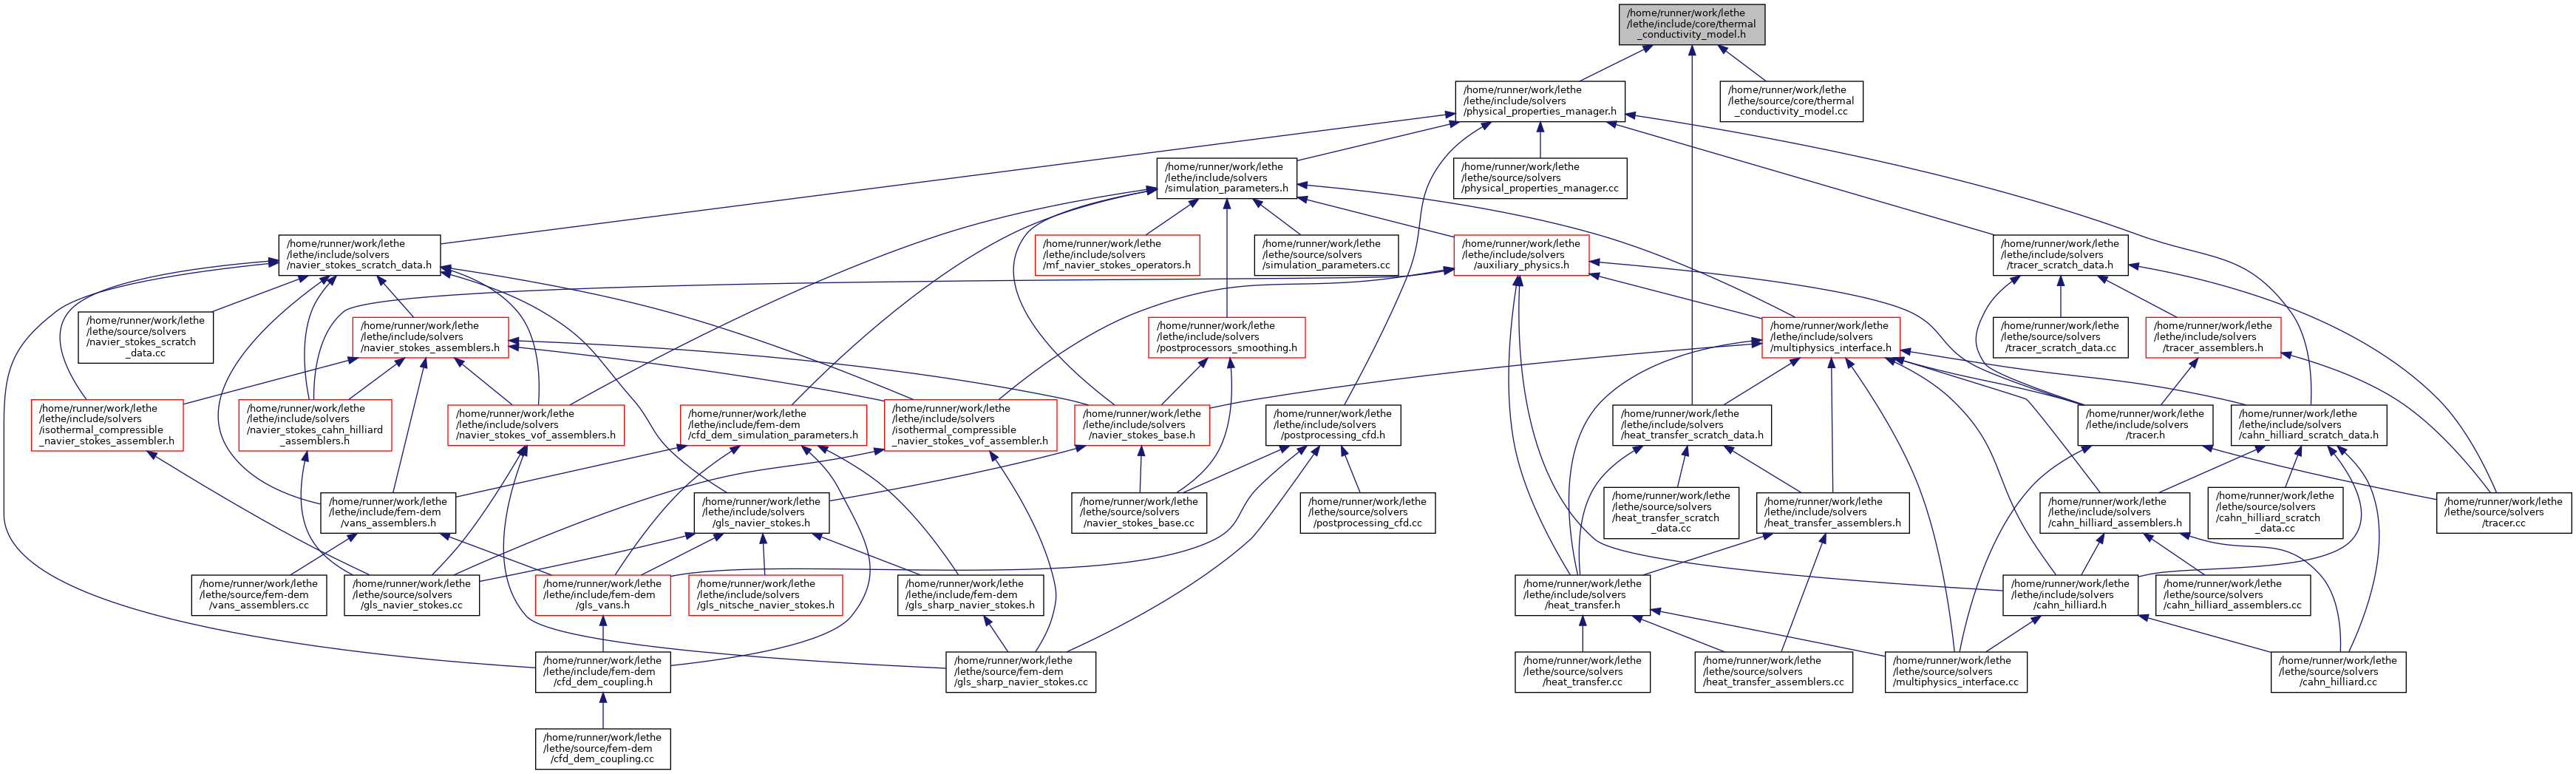 /home/runner/work/lethe
/lethe/include/core/thermal
_conductivity_model.h
/home/runner/work/lethe
/lethe/include/solvers
/physical_properties_manager.h
/home/runner/work/lethe
/lethe/source/core/thermal
_conductivity_model.cc
/home/runner/work/lethe
/lethe/include/solvers
/simulation_parameters.h
/home/runner/work/lethe
/lethe/source/solvers
/physical_properties_manager.cc
/home/runner/work/lethe
/lethe/include/solvers
/navier_stokes_scratch_data.h
/home/runner/work/lethe
/lethe/include/solvers
/mf_navier_stokes_operators.h
/home/runner/work/lethe
/lethe/source/solvers
/simulation_parameters.cc
/home/runner/work/lethe
/lethe/include/solvers
/auxiliary_physics.h
/home/runner/work/lethe
/lethe/include/solvers
/tracer_scratch_data.h
/home/runner/work/lethe
/lethe/source/solvers
/navier_stokes_scratch
_data.cc
/home/runner/work/lethe
/lethe/include/solvers
/navier_stokes_assemblers.h
/home/runner/work/lethe
/lethe/include/solvers
/postprocessors_smoothing.h
/home/runner/work/lethe
/lethe/include/solvers
/multiphysics_interface.h
/home/runner/work/lethe
/lethe/source/solvers
/tracer_scratch_data.cc
/home/runner/work/lethe
/lethe/include/solvers
/tracer_assemblers.h
/home/runner/work/lethe
/lethe/include/solvers
/isothermal_compressible
_navier_stokes_assembler.h
/home/runner/work/lethe
/lethe/include/solvers
/navier_stokes_cahn_hilliard
_assemblers.h
/home/runner/work/lethe
/lethe/include/solvers
/navier_stokes_vof_assemblers.h
/home/runner/work/lethe
/lethe/include/fem-dem
/cfd_dem_simulation_parameters.h
/home/runner/work/lethe
/lethe/include/solvers
/isothermal_compressible
_navier_stokes_vof_assembler.h
/home/runner/work/lethe
/lethe/include/solvers
/navier_stokes_base.h
/home/runner/work/lethe
/lethe/include/solvers
/postprocessing_cfd.h
/home/runner/work/lethe
/lethe/include/solvers
/heat_transfer_scratch_data.h
/home/runner/work/lethe
/lethe/include/solvers
/tracer.h
/home/runner/work/lethe
/lethe/include/solvers
/cahn_hilliard_scratch_data.h
/home/runner/work/lethe
/lethe/include/fem-dem
/vans_assemblers.h
/home/runner/work/lethe
/lethe/include/solvers
/gls_navier_stokes.h
/home/runner/work/lethe
/lethe/source/solvers
/navier_stokes_base.cc
/home/runner/work/lethe
/lethe/source/solvers
/postprocessing_cfd.cc
/home/runner/work/lethe
/lethe/source/solvers
/heat_transfer_scratch
_data.cc
/home/runner/work/lethe
/lethe/include/solvers
/heat_transfer_assemblers.h
/home/runner/work/lethe
/lethe/include/solvers
/cahn_hilliard_assemblers.h
/home/runner/work/lethe
/lethe/source/solvers
/cahn_hilliard_scratch
_data.cc
/home/runner/work/lethe
/lethe/source/solvers
/tracer.cc
/home/runner/work/lethe
/lethe/source/fem-dem
/vans_assemblers.cc
/home/runner/work/lethe
/lethe/source/solvers
/gls_navier_stokes.cc
/home/runner/work/lethe
/lethe/include/fem-dem
/gls_vans.h
/home/runner/work/lethe
/lethe/include/solvers
/gls_nitsche_navier_stokes.h
/home/runner/work/lethe
/lethe/include/fem-dem
/gls_sharp_navier_stokes.h
/home/runner/work/lethe
/lethe/include/solvers
/heat_transfer.h
/home/runner/work/lethe
/lethe/include/solvers
/cahn_hilliard.h
/home/runner/work/lethe
/lethe/source/solvers
/cahn_hilliard_assemblers.cc
/home/runner/work/lethe
/lethe/include/fem-dem
/cfd_dem_coupling.h
/home/runner/work/lethe
/lethe/source/fem-dem
/gls_sharp_navier_stokes.cc
/home/runner/work/lethe
/lethe/source/solvers
/heat_transfer.cc
/home/runner/work/lethe
/lethe/source/solvers
/heat_transfer_assemblers.cc
/home/runner/work/lethe
/lethe/source/solvers
/multiphysics_interface.cc
/home/runner/work/lethe
/lethe/source/solvers
/cahn_hilliard.cc
/home/runner/work/lethe
/lethe/source/fem-dem
/cfd_dem_coupling.cc